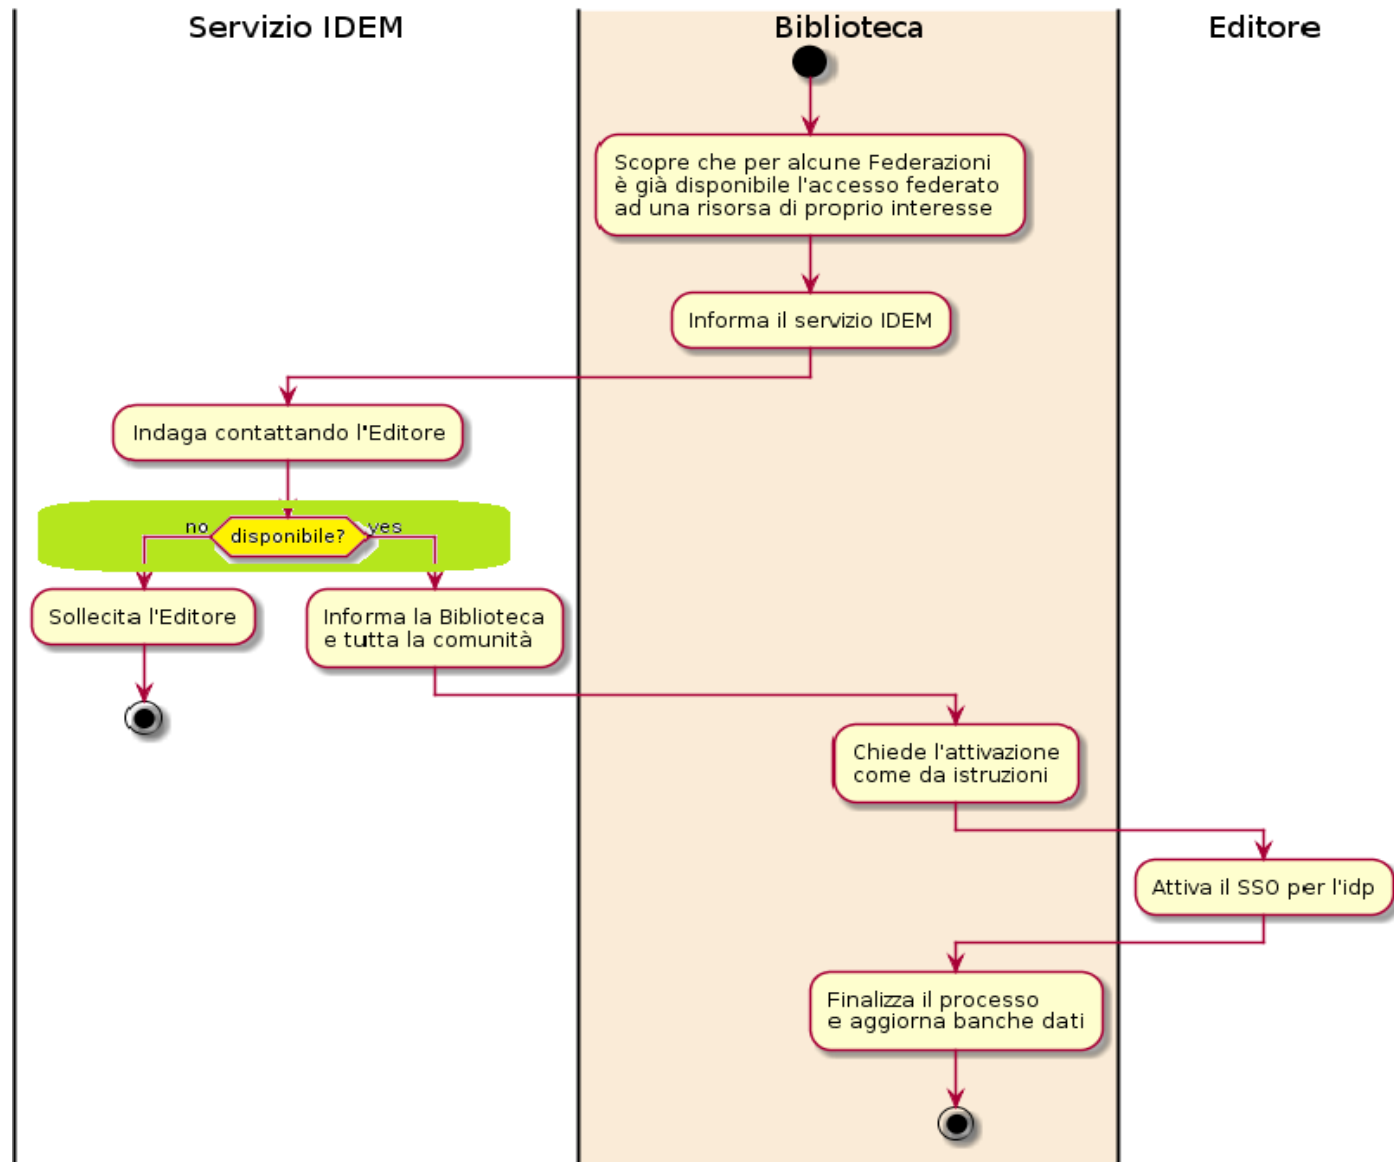 Servizio IDEM
Biblioteca
Editore
Scopre che per alcune Federazioni
è già disponibile l'accesso federato
ad una risorsa di proprio interesse
Informa il servizio IDEM
Indaga contattando l'Editore
no
disponibile?
yes
Sollecita l'Editore
Informa la Biblioteca
e tutta la comunità
Chiede l'attivazione
come da istruzioni
Attiva il SSO per l'idp
Finalizza il processo
e aggiorna banche dati